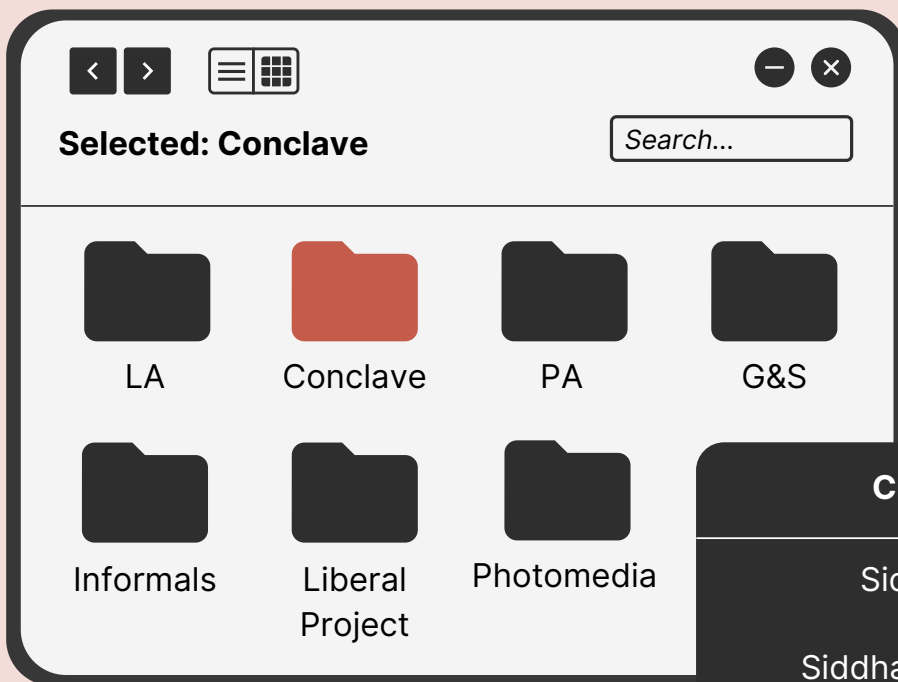 Selected: Conclave
Search...
LA
Conclave
PA
G&S
Informals
Liberal
Project
Photomedia